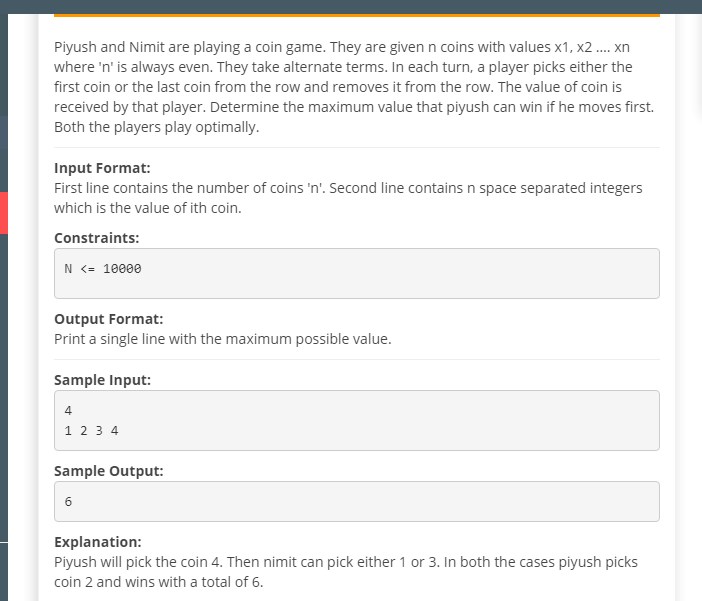 Piyush and Nimit are playing a coin game. They are given n coins with values x1, x2 .... xn
where 'n' is always even. They take alternate terms. In each turn, a player picks either the
first coin or the last coin from the row and removes it from the row. The value of coin is
received by that player. Determine the maximum value that piyush can win if he moves first.
Both the players play optimally.
Input Format:
First line contains the number of coins 'n'. Second line contains n space separated integers
which is the value of ith coin.
Constraints:
N <= 10000
Output Format:
Print a single line with the maximum possible value.
Sample Input:
4
1 2 3 4
Sample Output:
6
Explanation:
Piyush will pick the coin 4. Then nimit can pick either 1 or 3. In both the cases piyush picks
coin 2 and wins with a total of 6.